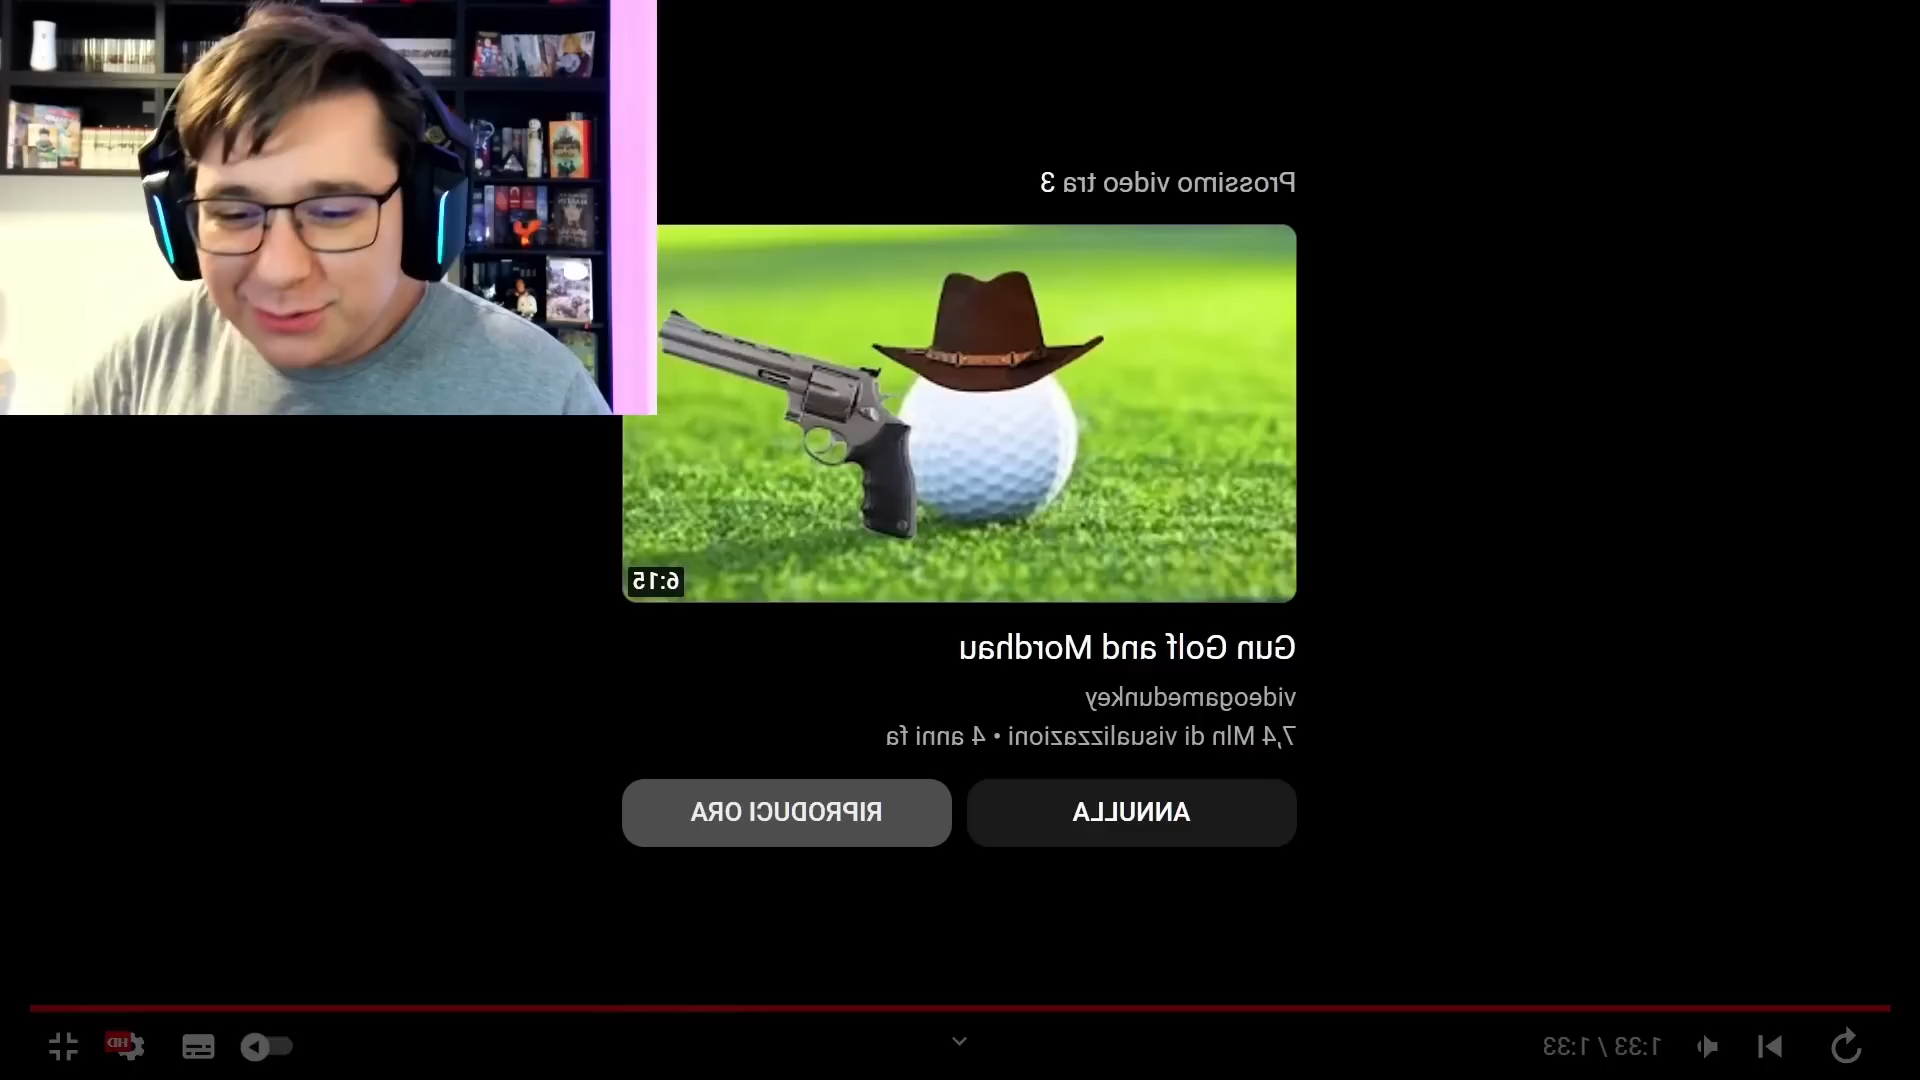 Prossimo video tra 3
6:15
Gun Golf and Mordhau
videogamedunkey
7,4 Mln di visualizzazioni • 4 anni fa
ANNULLA
RIPRODUCI ORA
1:33 / 1:33
HD